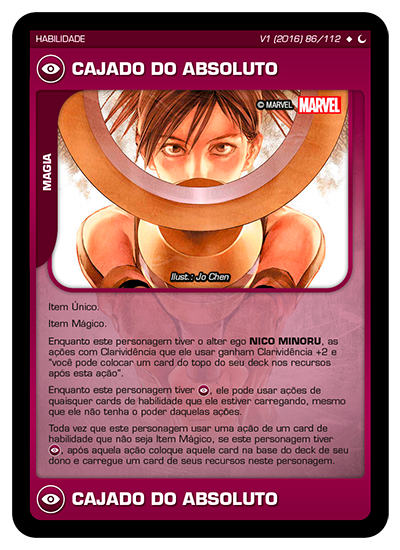 HABILIDADE V1 (2016) 86/112
CAJADO DO ABSOLUTO
MAGIA
© MARVEL MARVEL
Ilust.: Jo Chen
Item Único.
Item Mágico.
Enquanto este personagem tiver o alter ego NICO MINORU, as
ações com Clarividência que ele usar ganham Clarividência +2 e
“você pode colocar um card do topo do seu deck nos recursos
após esta ação”.
Enquanto este personagem tiver , ele pode usar ações de
quaisquer cards de habilidade que ele estiver carregando, mesmo
que ele não tenha o poder daquelas ações.
Toda vez que este personagem usar uma ação de um card de
habilidade que não seja Item Mágico, se este personagem tiver
, após aquela ação coloque aquele card na base do deck de seu
dono e carregue um card de seus recursos neste personagem.
CAJADO DO ABSOLUTO